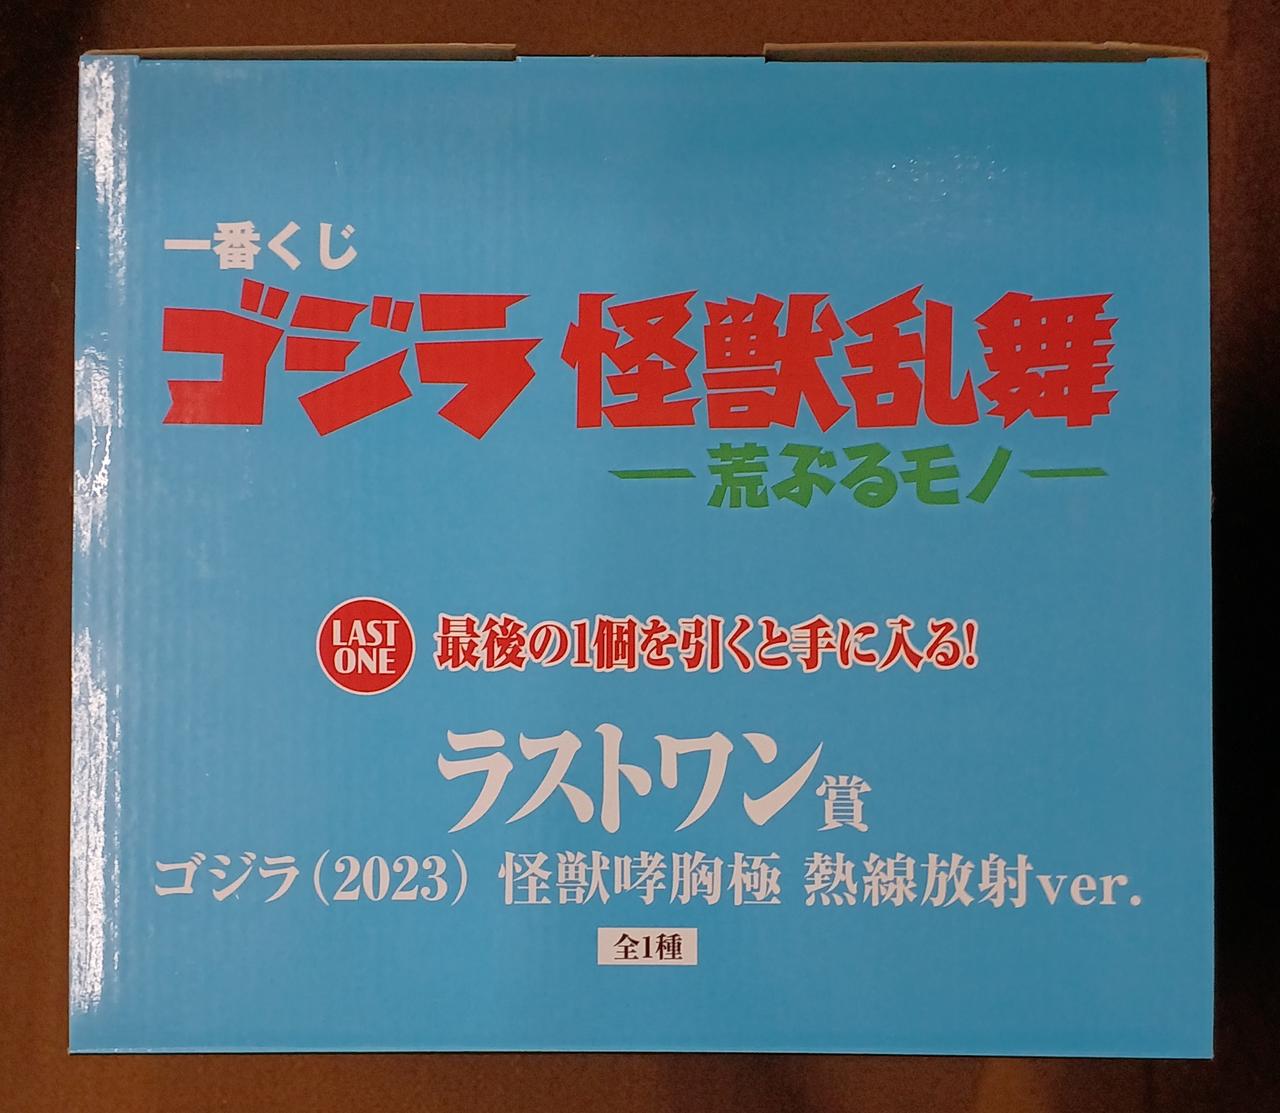 一番くじ
ゴジラ 怪獣乱舞
—荒ぶるモノ—
LAST ONE 最後の1個を引くと手に入る!
ラストワン賞
ゴジラ(2023) 怪獣哮胸極 熱線放射ver.
全1種